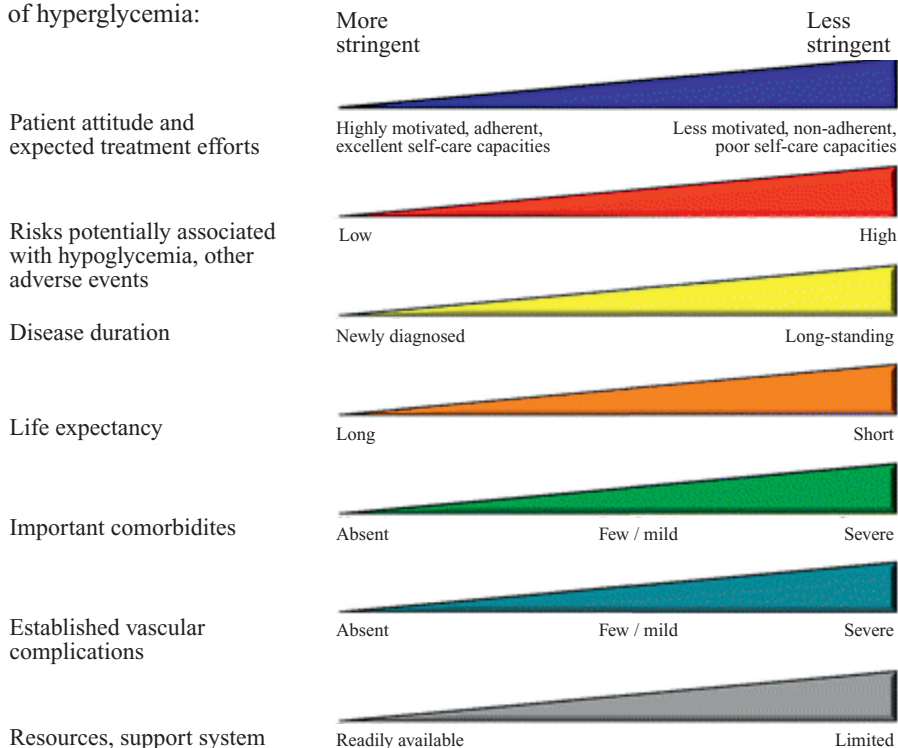 of hyperglycemia:
More
stringent
Less
stringent
Patient attitude and
expected treatment efforts
Highly motivated, adherent,
excellent self-care capacities
Less motivated, non-adherent,
poor self-care capacities
Risks potentially associated
with hypoglycemia, other
adverse events
Low
High
Disease duration
Newly diagnosed
Long-standing
Life expectancy
Long
Short
Important comorbidites
Absent
Few / mild
Severe
Established vascular
complications
Absent
Few / mild
Severe
Resources, support system
Readily available
Limited